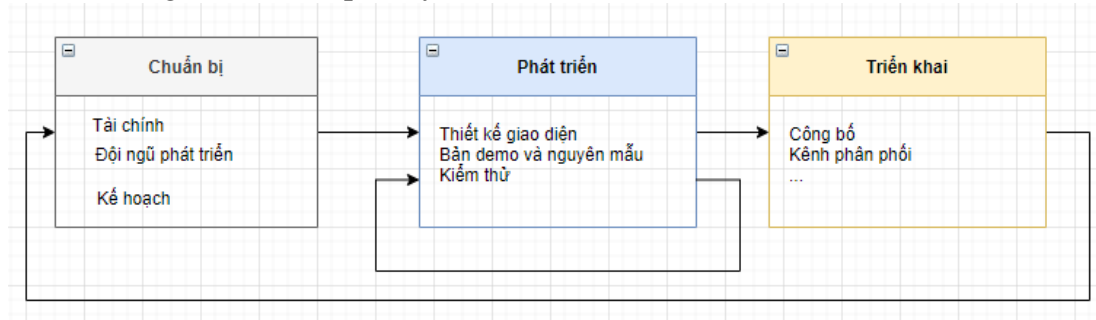 Chuẩn bị
Tài chính
Đội ngũ phát triển
Kế hoạch
Phát triển
Thiết kế giao diện
Bản demo và nguyên mẫu
Kiểm thử
Triển khai
Công bố
Kênh phân phối
...